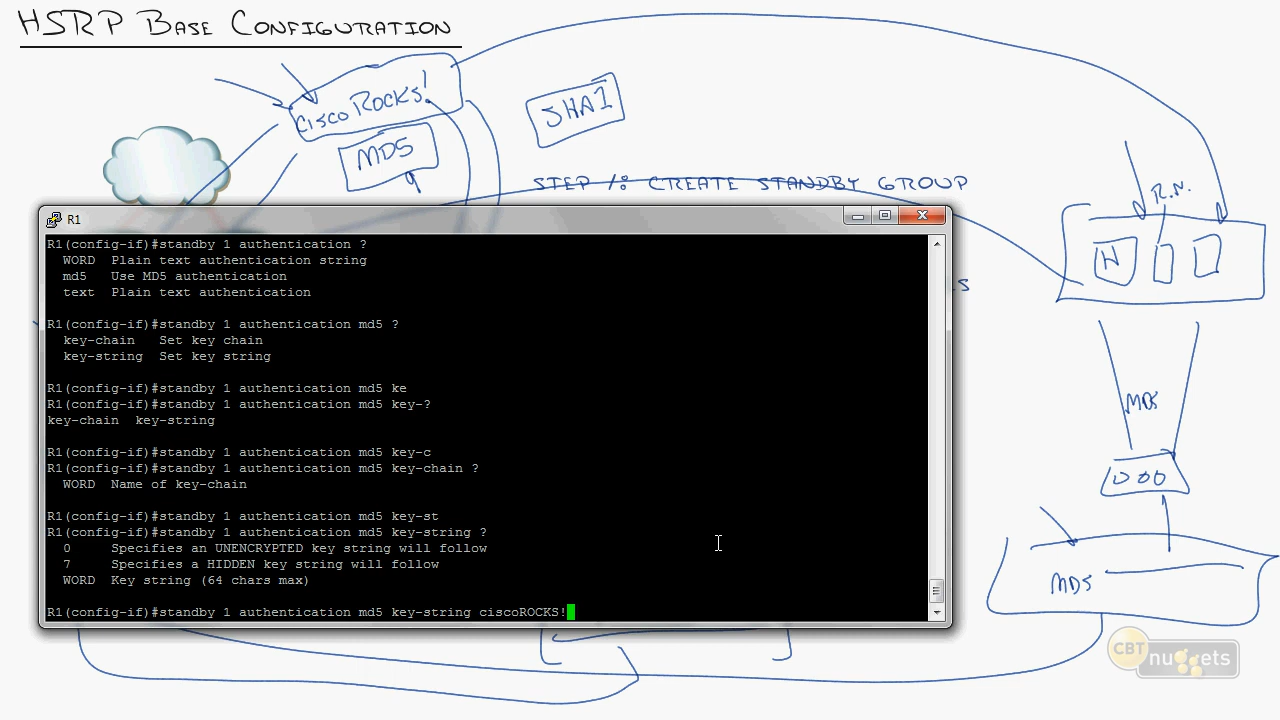 HSRP BASE CONFIGURATION
cisco ROCKS!
SHA1
MD5
STEP 1: CREATE STANDBY GROUP
R.N.
H
S
R1
R1(config-if)#standby 1 authentication ?
WORD  Plain text authentication string
md5   Use MD5 authentication
text  Plain text authentication
R1(config-if)#standby 1 authentication md5 ?
key-chain   Set key chain
key-string  Set key string
R1(config-if)#standby 1 authentication md5 ke
R1(config-if)#standby 1 authentication md5 key-?
key-chain  key-string
R1(config-if)#standby 1 authentication md5 key-c
R1(config-if)#standby 1 authentication md5 key-chain ?
WORD  Name of key-chain
R1(config-if)#standby 1 authentication md5 key-st
R1(config-if)#standby 1 authentication md5 key-string ?
0     Specifies an UNENCRYPTED key string will follow
7     Specifies a HIDDEN key string will follow
WORD  Key string (64 chars max)
R1(config-if)#standby 1 authentication md5 key-string ciscoROCKS!
MD5
MD5
CBT nuggets